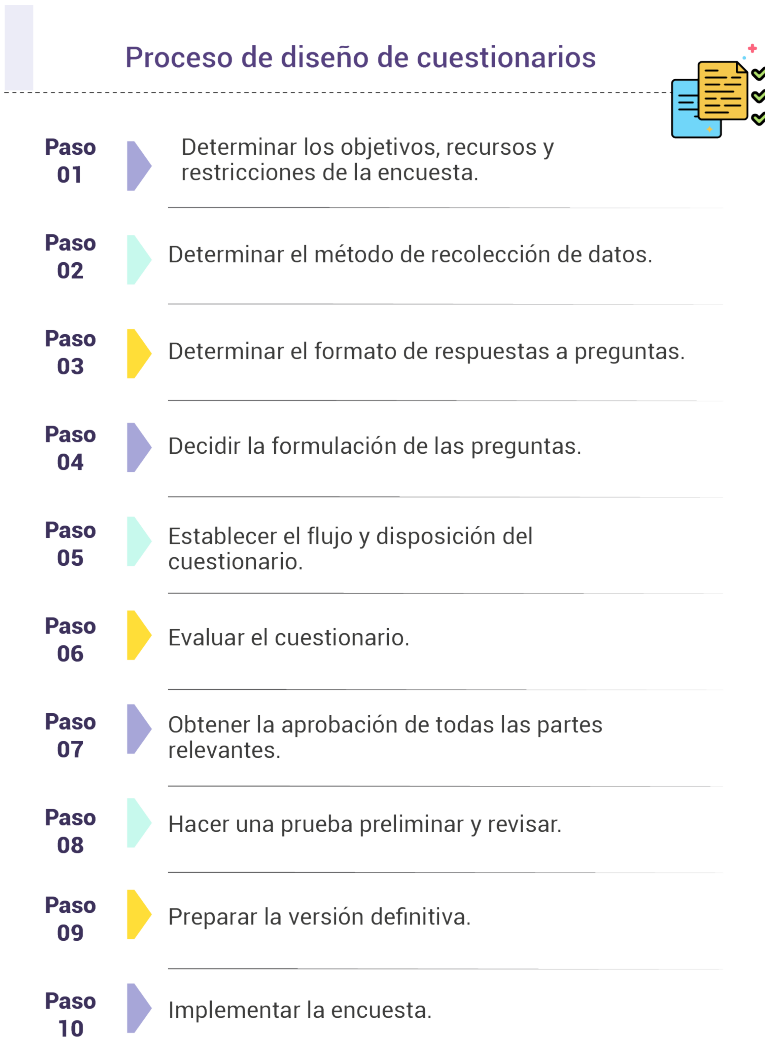 Proceso de diseño de cuestionarios
Paso
01
Determinar los objetivos, recursos y
restricciones de la encuesta.
Paso
02
Determinar el método de recolección de datos.
Paso
03
Determinar el formato de respuestas a preguntas.
Paso
04
Decidir la formulación de las preguntas.
Paso
05
Establecer el flujo y disposición del
cuestionario.
Paso
06
Evaluar el cuestionario.
Paso
07
Obtener la aprobación de todas las partes
relevantes.
Paso
08
Hacer una prueba preliminar y revisar.
Paso
09
Preparar la versión definitiva.
Paso
10
Implementar la encuesta.